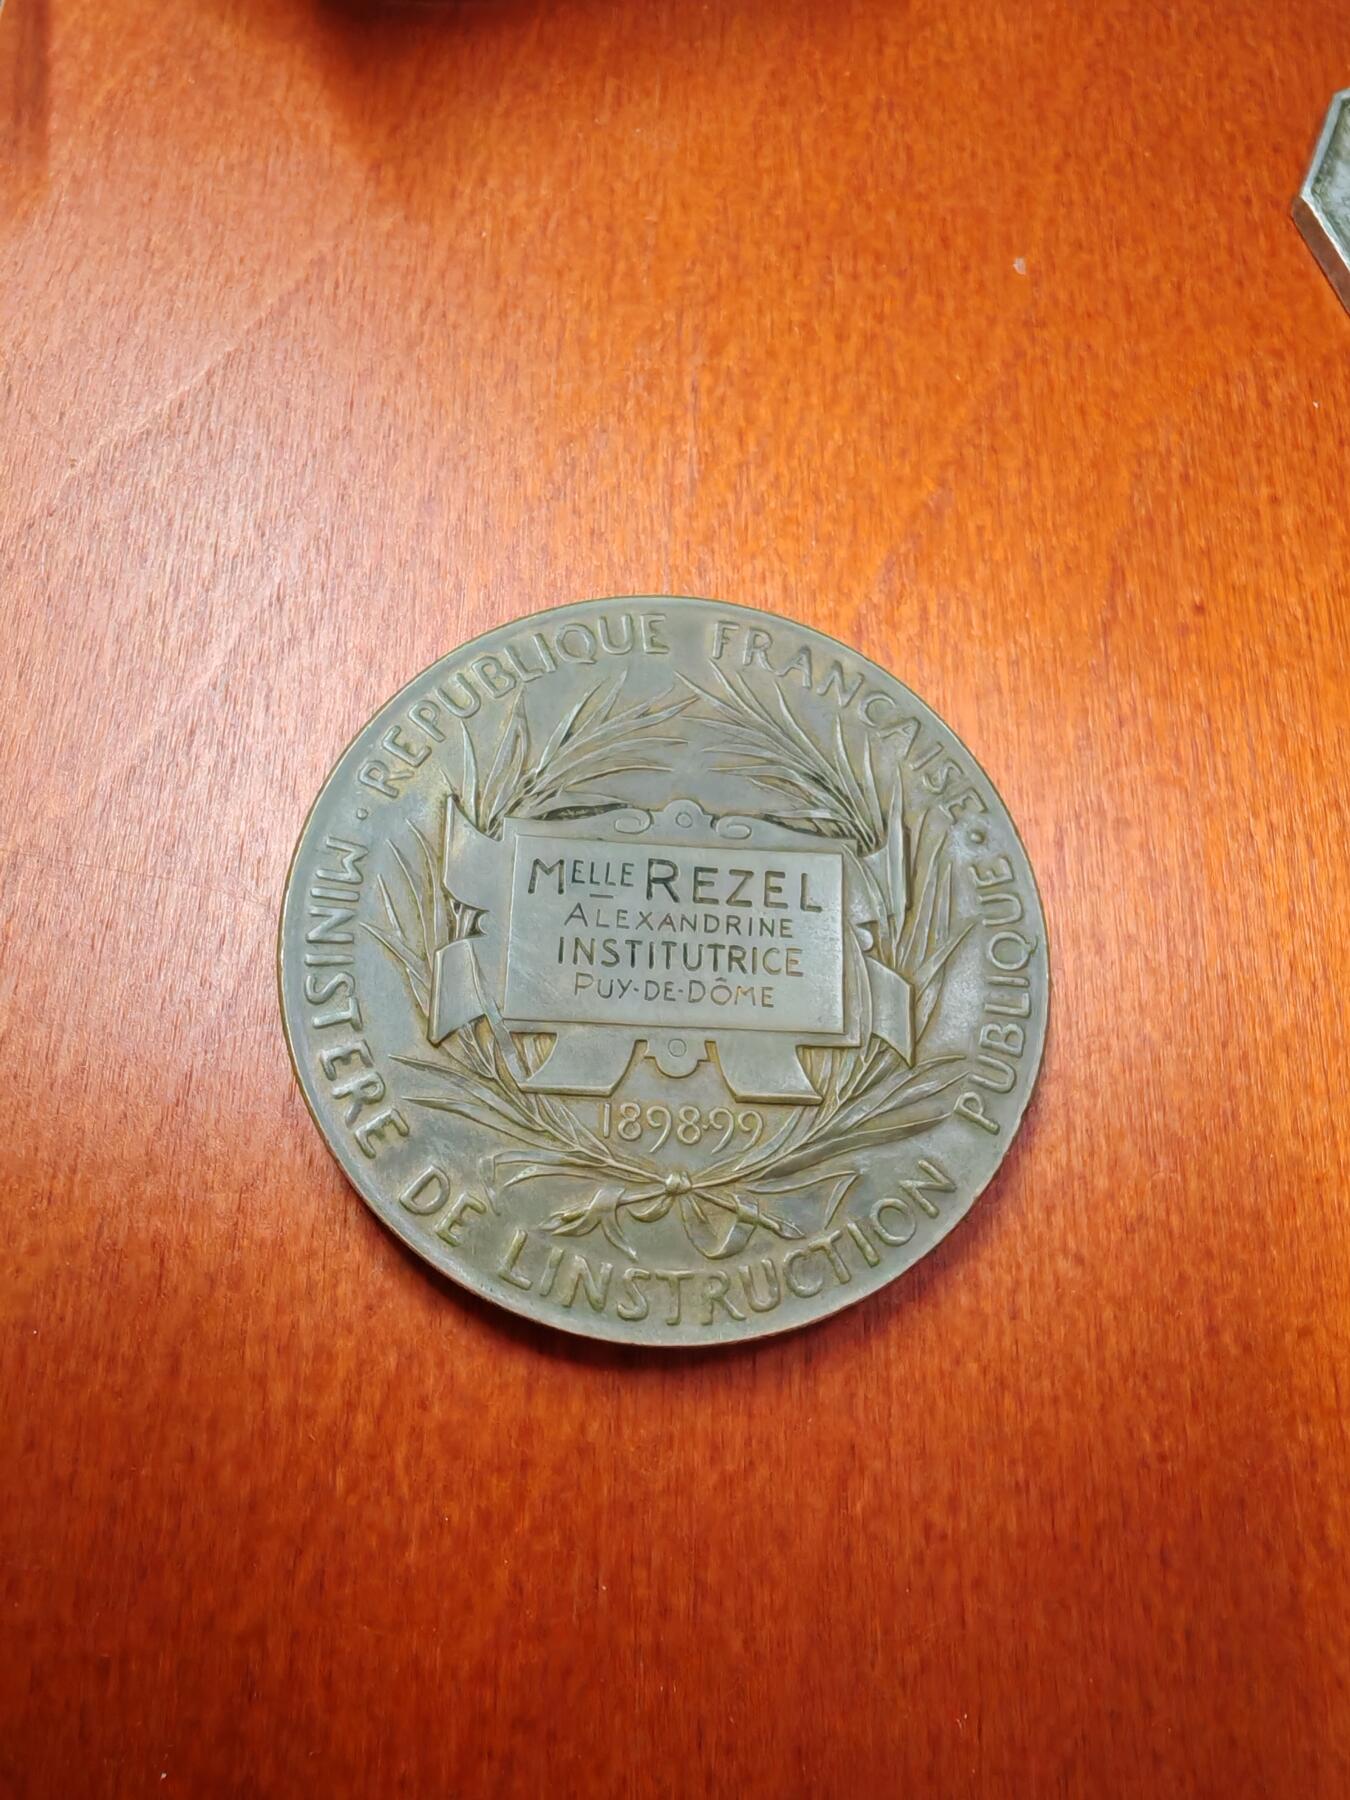 REPUBLIQUE FRANÇAISE
MINISTERE DE L'INSTRUCTION PUBLIQUE
MELLE REZEL
ALEXANDRINE
INSTITUTRICE
PUY-DE-DÔME
1898-99